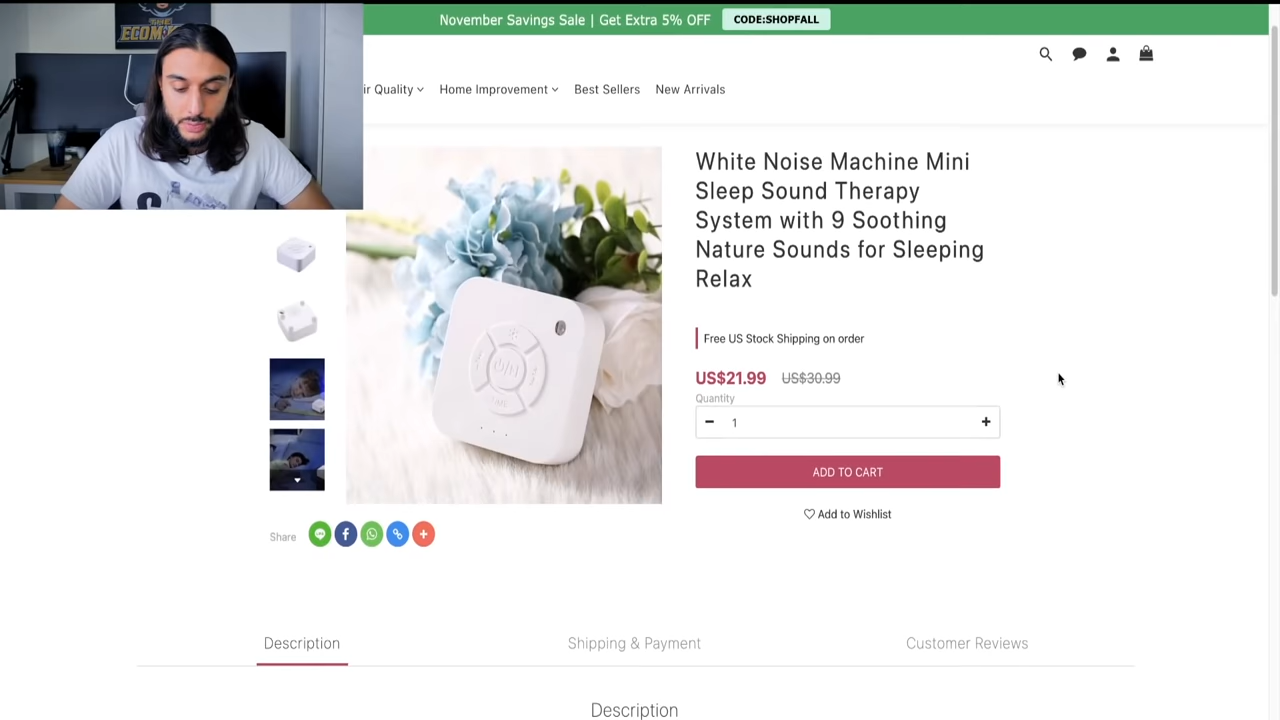 November Savings Sale | Get Extra 5% OFF CODE:SHOPFALL
THE
ir Quality Home Improvement Best Sellers New Arrivals
White Noise Machine Mini
Sleep Sound Therapy
System with 9 Soothing
Nature Sounds for Sleeping
Relax
Free US Stock Shipping on order
US$21.99 US$30.99
Quantity
1
ADD TO CART
Add to Wishlist
Share
Description Shipping & Payment Customer Reviews
Description